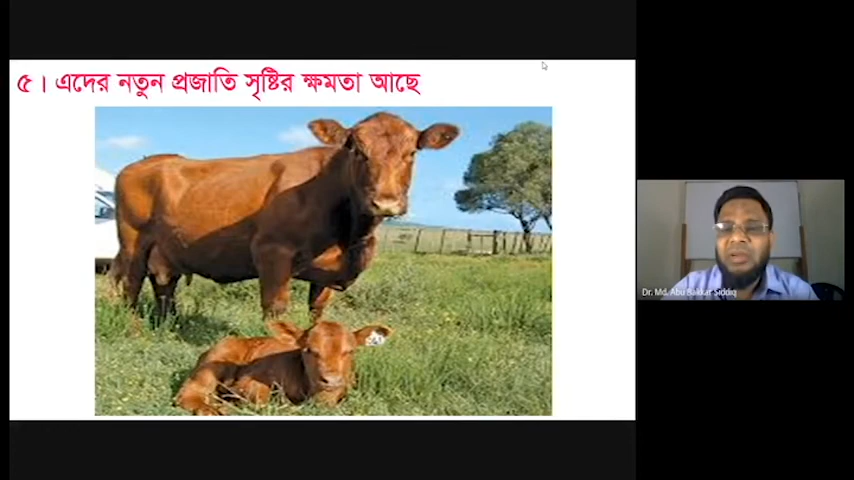 ৫। এদের নতুন প্রজাতি সৃষ্টির ক্ষমতা আছে
Dr. Md. Abu Bakkar Siddiq